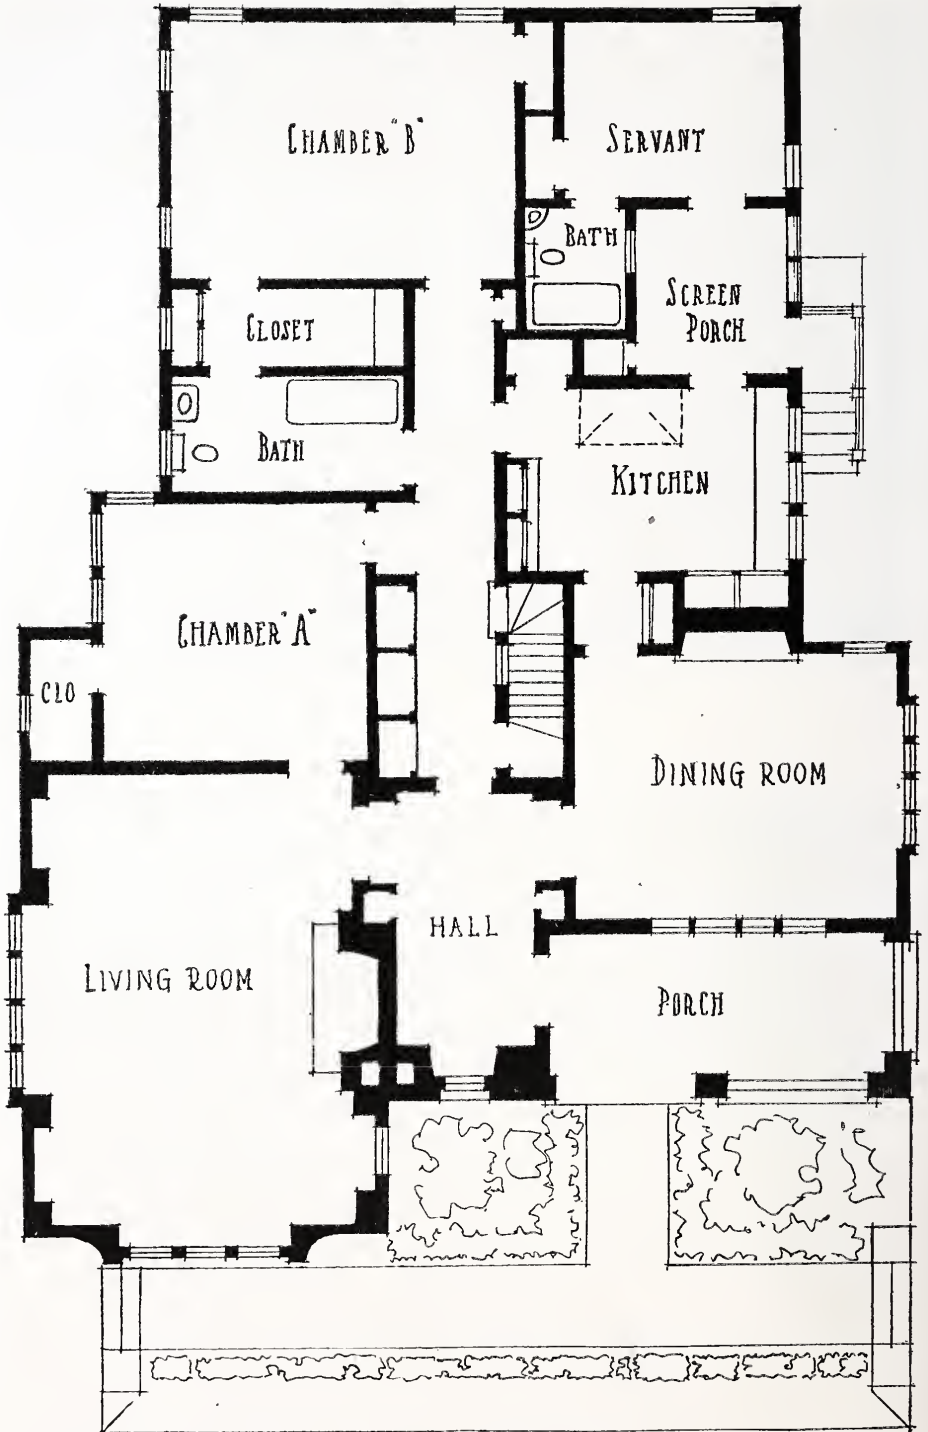 CHAMBER "B"
SERVANT
BATH
SCREEN
PORCH
CLOSET
BATH
KITCHEN
CHAMBER "A"
CLO
DINING ROOM
HALL
LIVING ROOM
PORCH